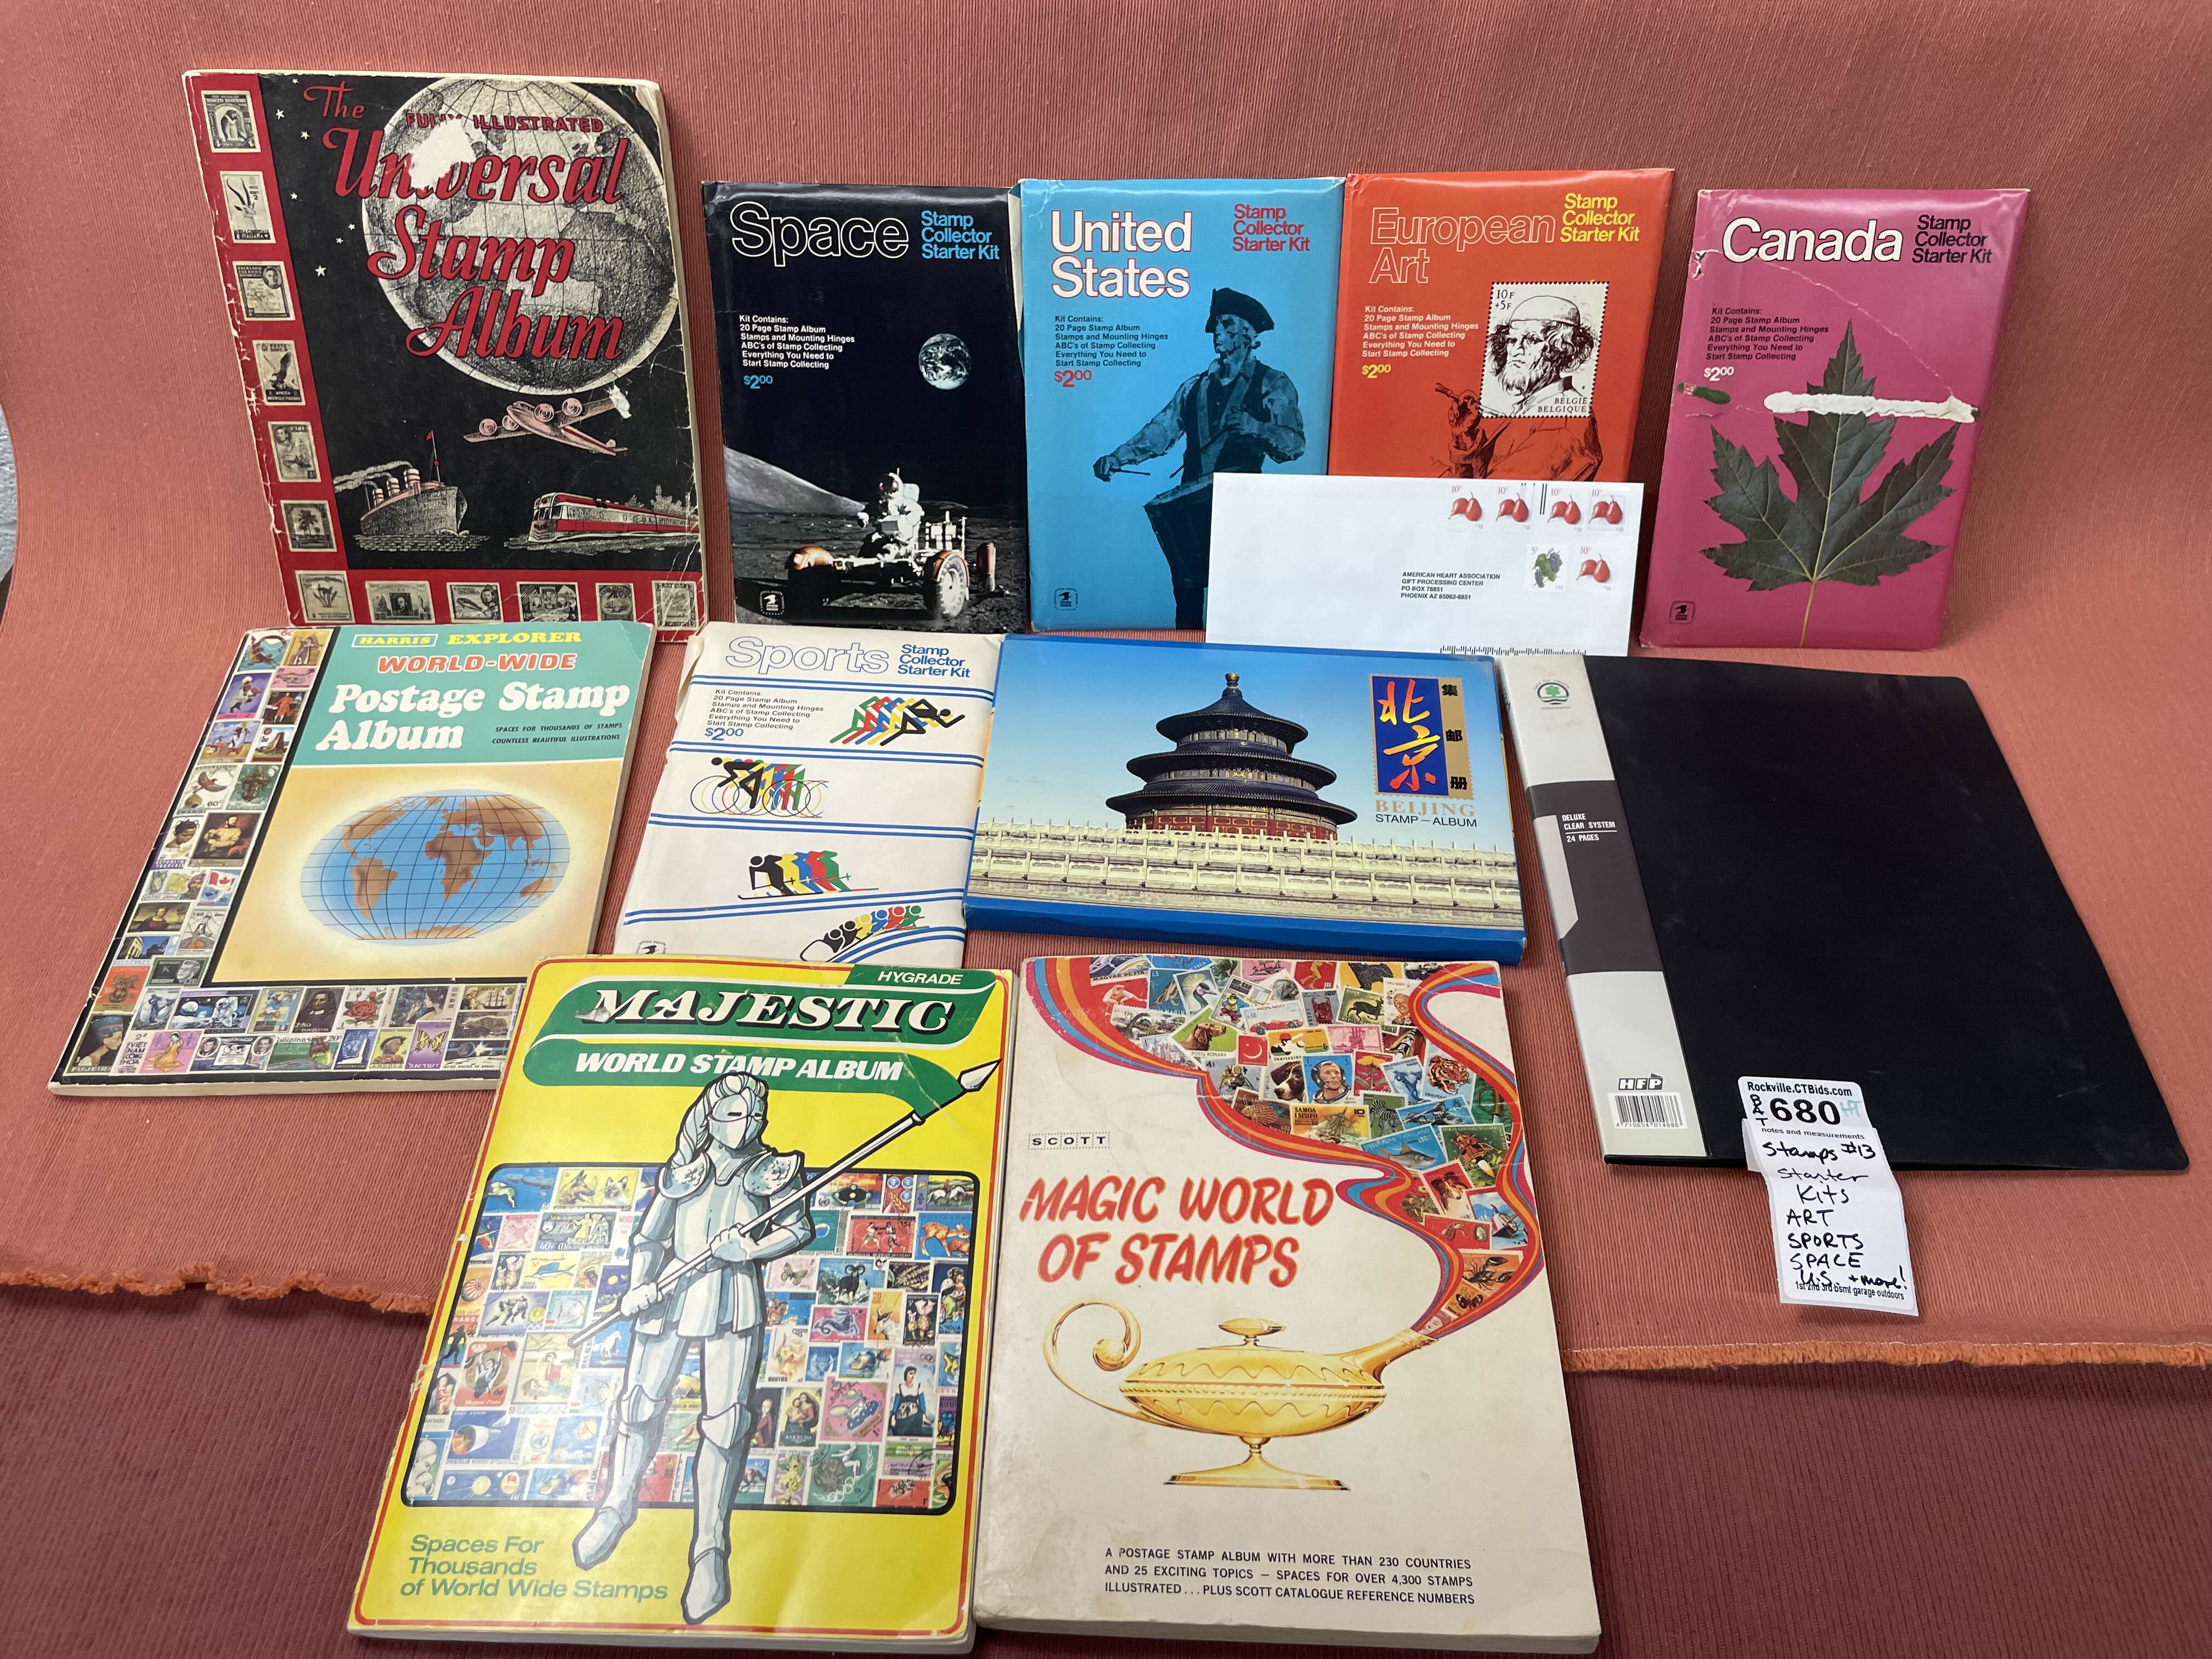 The
FULLY ILLUSTRATED
Universal
Stamp
Album
Space
Stamp
Collector
Starter Kit
Kit Contains:
20 Page Stamp Album
Stamps and Mounting Hinges
ABC's of Stamp Collecting
Everything You Need to
Start Stamp Collecting
$2.00
United
States
Stamp
Collector
Starter Kit
Kit Contains:
20 Page Stamp Album
Stamps and Mounting Hinges
ABC's of Stamp Collecting
Everything You Need to
Start Stamp Collecting
$2.00
European
Art
Stamp
Collector
Starter Kit
Kit Contains:
20 Page Stamp Album
Stamps and Mounting Hinges
ABC's of Stamp Collecting
Everything You Need to
Start Stamp Collecting
$2.00
10F
+5F
BELGIE
BELGIQUE
Canada
Stamp
Collector
Starter Kit
Kit Contains:
20 Page Stamp Album
Stamps and Mounting Hinges
ABC's of Stamp Collecting
Everything You Need to
Start Stamp Collecting
$2.00
10c 10c 10c 10c
5c 10c
AMERICAN HEART ASSOCIATION
GIFT PROCESSING CENTER
PO BOX 78851
PHOENIX AZ 85062-8851
HARRIS EXPLORER
WORLD-WIDE
Postage Stamp
Album
SPACES FOR THOUSANDS OF STAMPS
COUNTLESS BEAUTIFUL ILLUSTRATIONS
FUJEIRA
Sports
Stamp
Collector
Starter Kit
Kit Contains:
20 Page Stamp Album
Stamps and Mounting Hinges
ABC's of Stamp Collecting
Everything You Need to
Start Stamp Collecting
$2.00
北京
集邮册
BEIJING
STAMP-ALBUM
DELUXE
CLEAR SYSTEM
24 PAGES
HFP
HYGRADE
MAJESTIC
WORLD STAMP ALBUM
Spaces For
Thousands
of World Wide Stamps
SCOTT
MAGIC WORLD
OF STAMPS
A POSTAGE STAMP ALBUM WITH MORE THAN 230 COUNTRIES
AND 25 EXCITING TOPICS — SPACES FOR OVER 4,300 STAMPS
ILLUSTRATED . . . PLUS SCOTT CATALOGUE REFERENCE NUMBERS
Rockville.CTBids.com
680 HT
notes and measurements
Stamps #13
Starter
Kits
ART
SPORTS
SPACE
U.S. + more!
1st 2nd 3rd bsmt garage outdoors